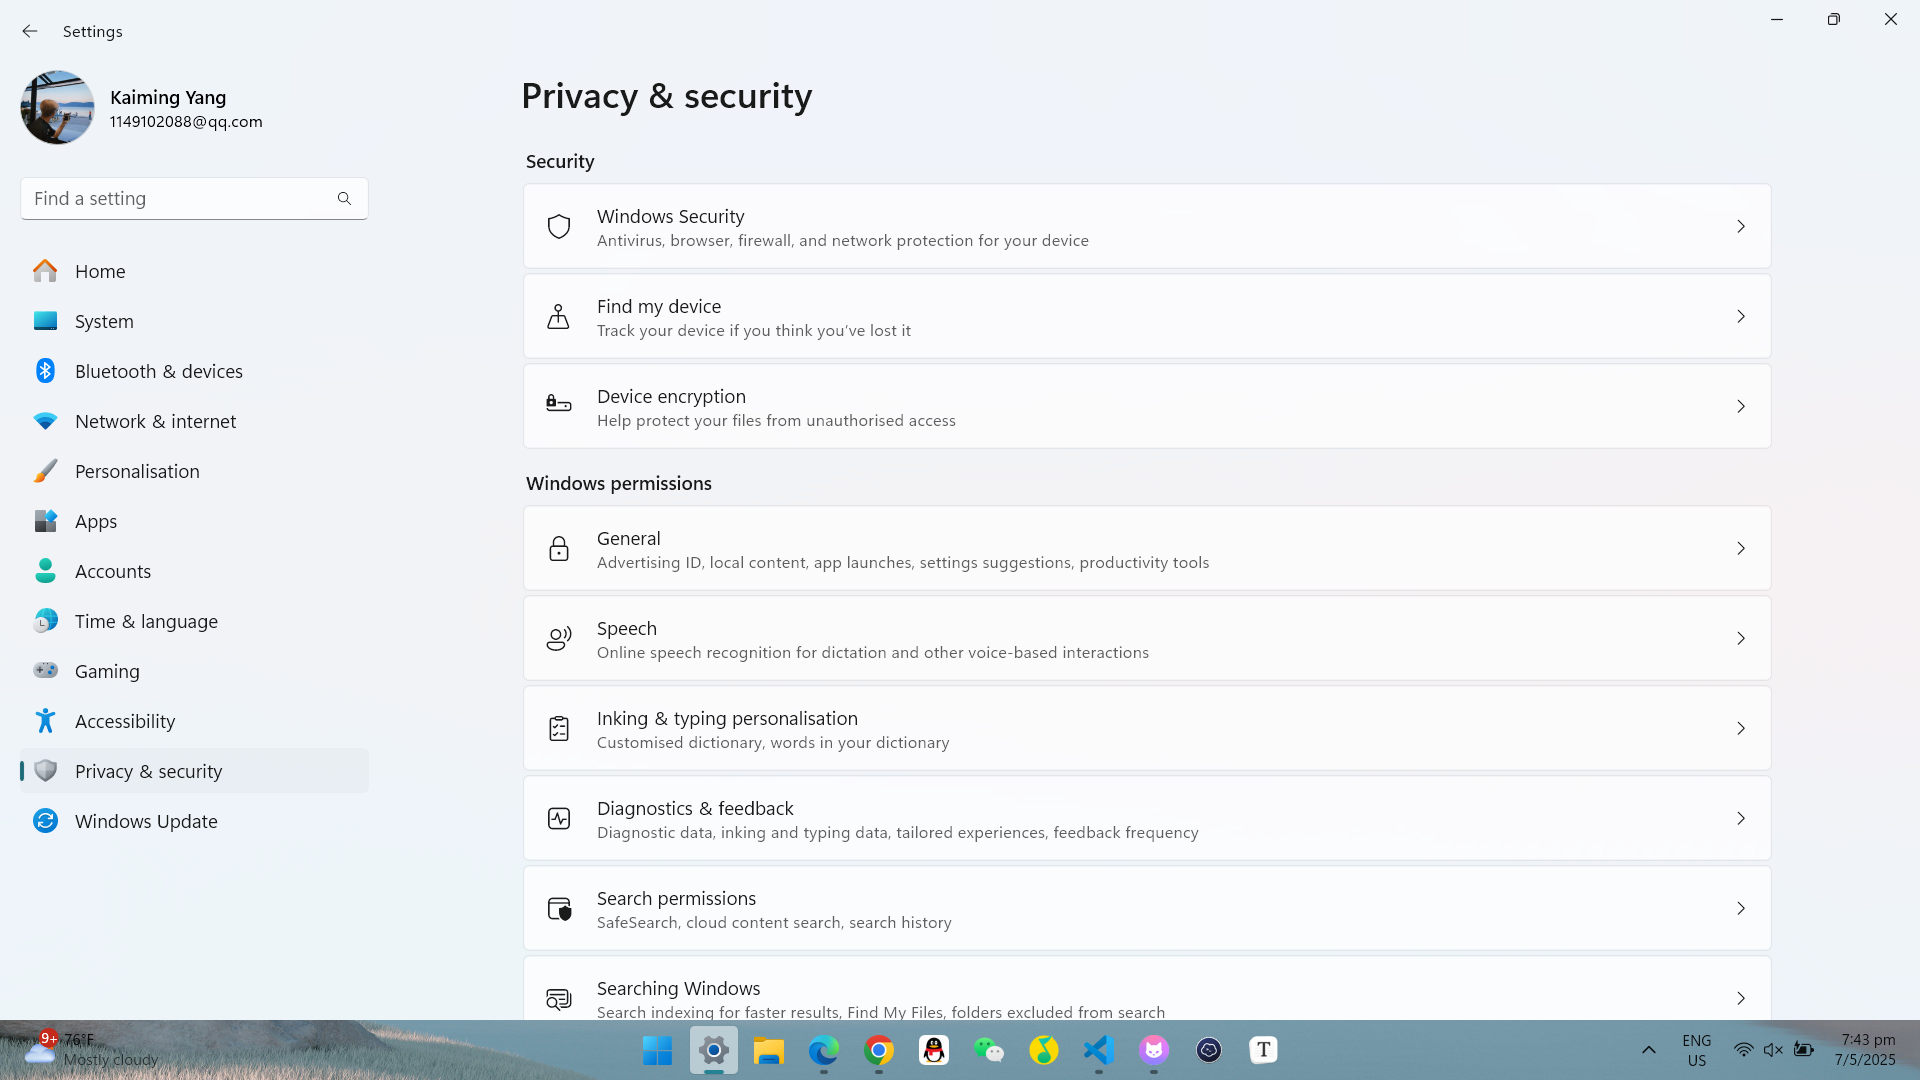 Settings
Kaiming Yang
1149102088@qq.com
Find a setting
Home
System
Bluetooth & devices
Network & internet
Personalisation
Apps
Accounts
Time & language
Gaming
Accessibility
Privacy & security
Windows Update
Privacy & security
Security
Windows Security
Antivirus, browser, firewall, and network protection for your device
Find my device
Track your device if you think you've lost it
Device encryption
Help protect your files from unauthorised access
Windows permissions
General
Advertising ID, local content, app launches, settings suggestions, productivity tools
Speech
Online speech recognition for dictation and other voice-based interactions
Inking & typing personalisation
Customised dictionary, words in your dictionary
Diagnostics & feedback
Diagnostic data, inking and typing data, tailored experiences, feedback frequency
Search permissions
SafeSearch, cloud content search, search history
Searching Windows
Search indexing for faster results, Find My Files, folders excluded from search
9+
76°F
Mostly cloudy
T
ENG
US
7:43 pm
7/5/2025